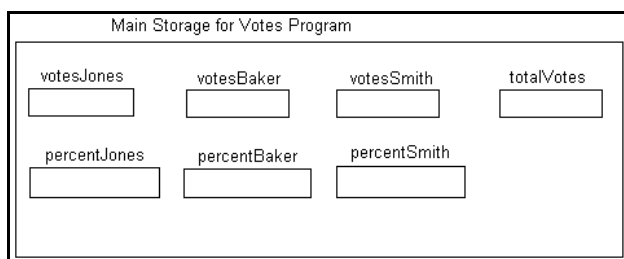 Main Storage for Votes Program
votesJones votesBaker votesSmith totalVotes
percentJones percentBaker percentSmith